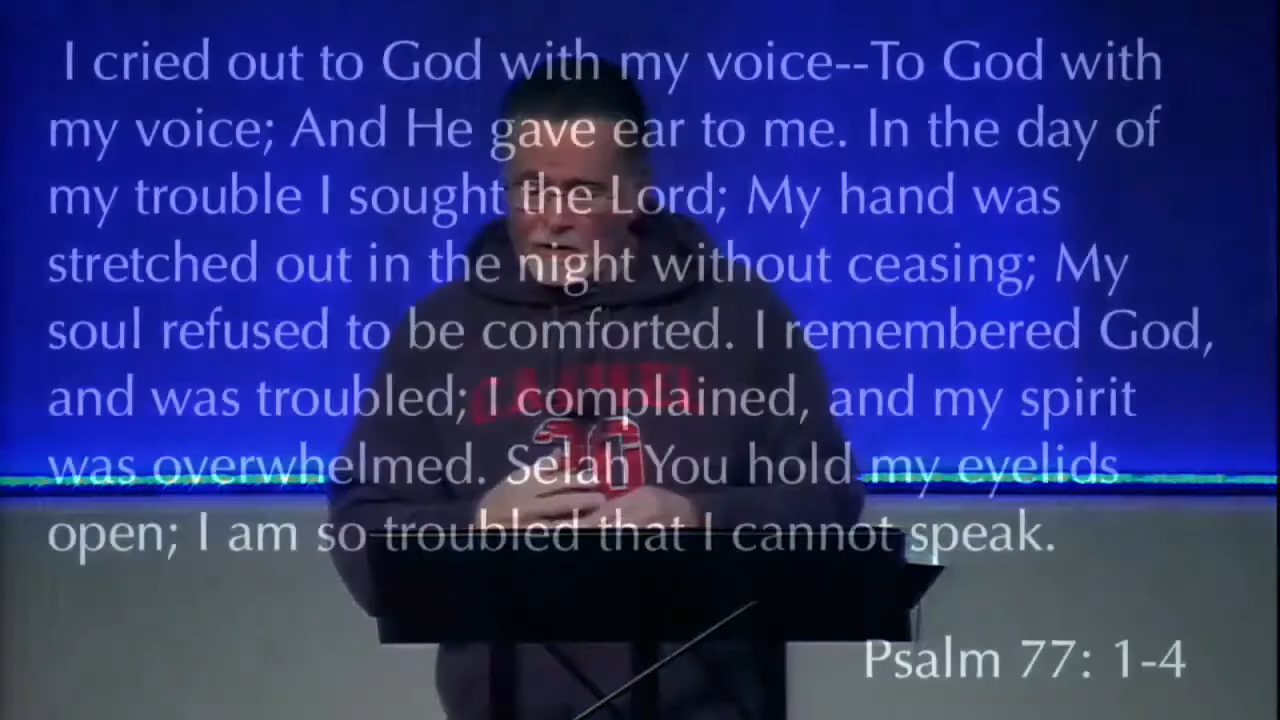 I cried out to God with my voice--To God with
my voice; And He gave ear to me. In the day of
my trouble I sought the Lord; My hand was
stretched out in the night without ceasing; My
soul refused to be comforted. I remembered God,
and was troubled; I complained, and my spirit
was overwhelmed. Selah You hold my eyelids
open; I am so troubled that I cannot speak.
Psalm 77: 1-4